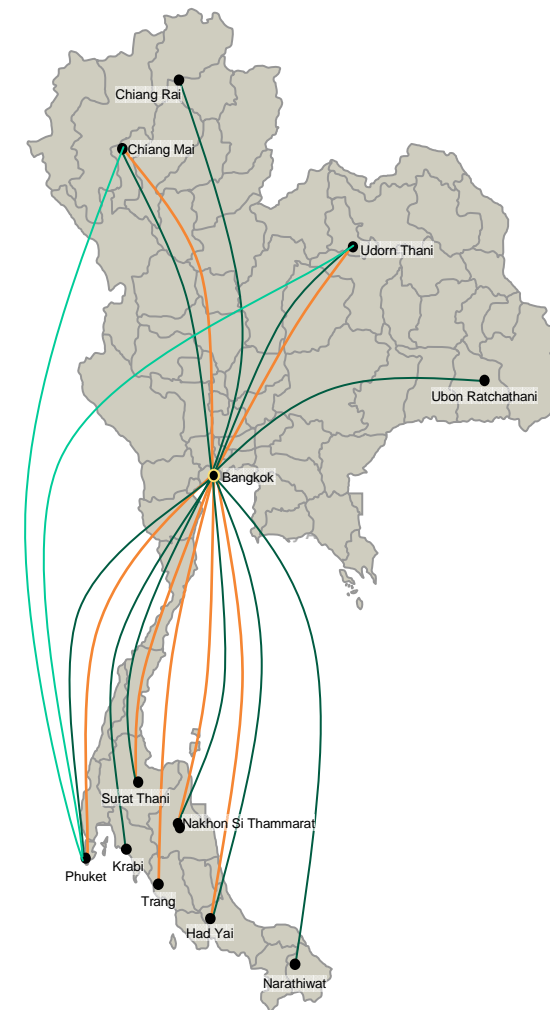 Chiang Rai
Chiang Mai
Udorn Thani
Ubon Ratchathani
Bangkok
Surat Thani
Nakhon Si Thammarat
Krabi
Phuket
Trang
Had Yai
Narathiwat